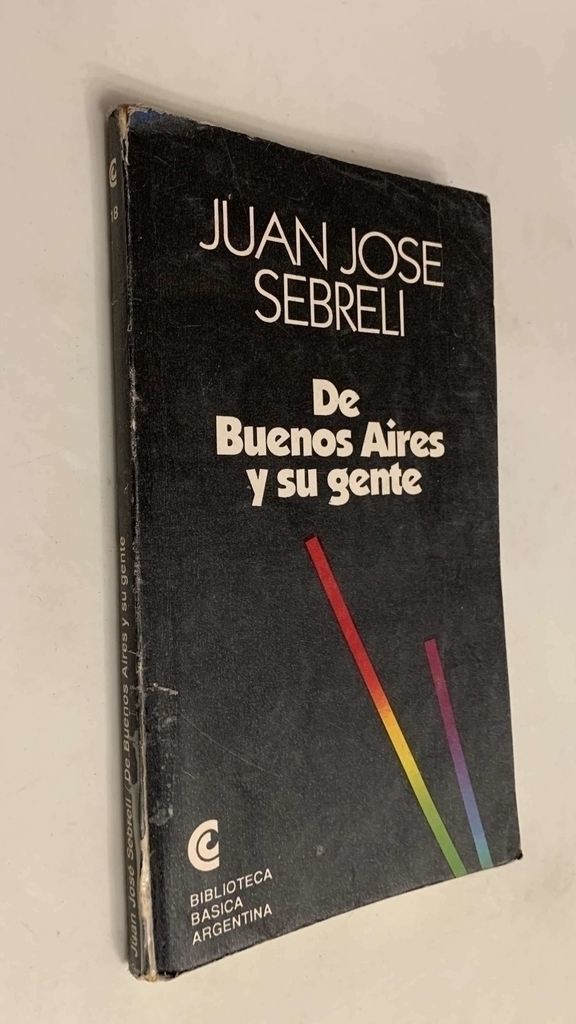 JUAN JOSE
SEBRELI
De
Buenos Aires
y su gente
BIBLIOTECA
BASICA
ARGENTINA
18
Juan José Sebreli / De Buenos Aires y su gente